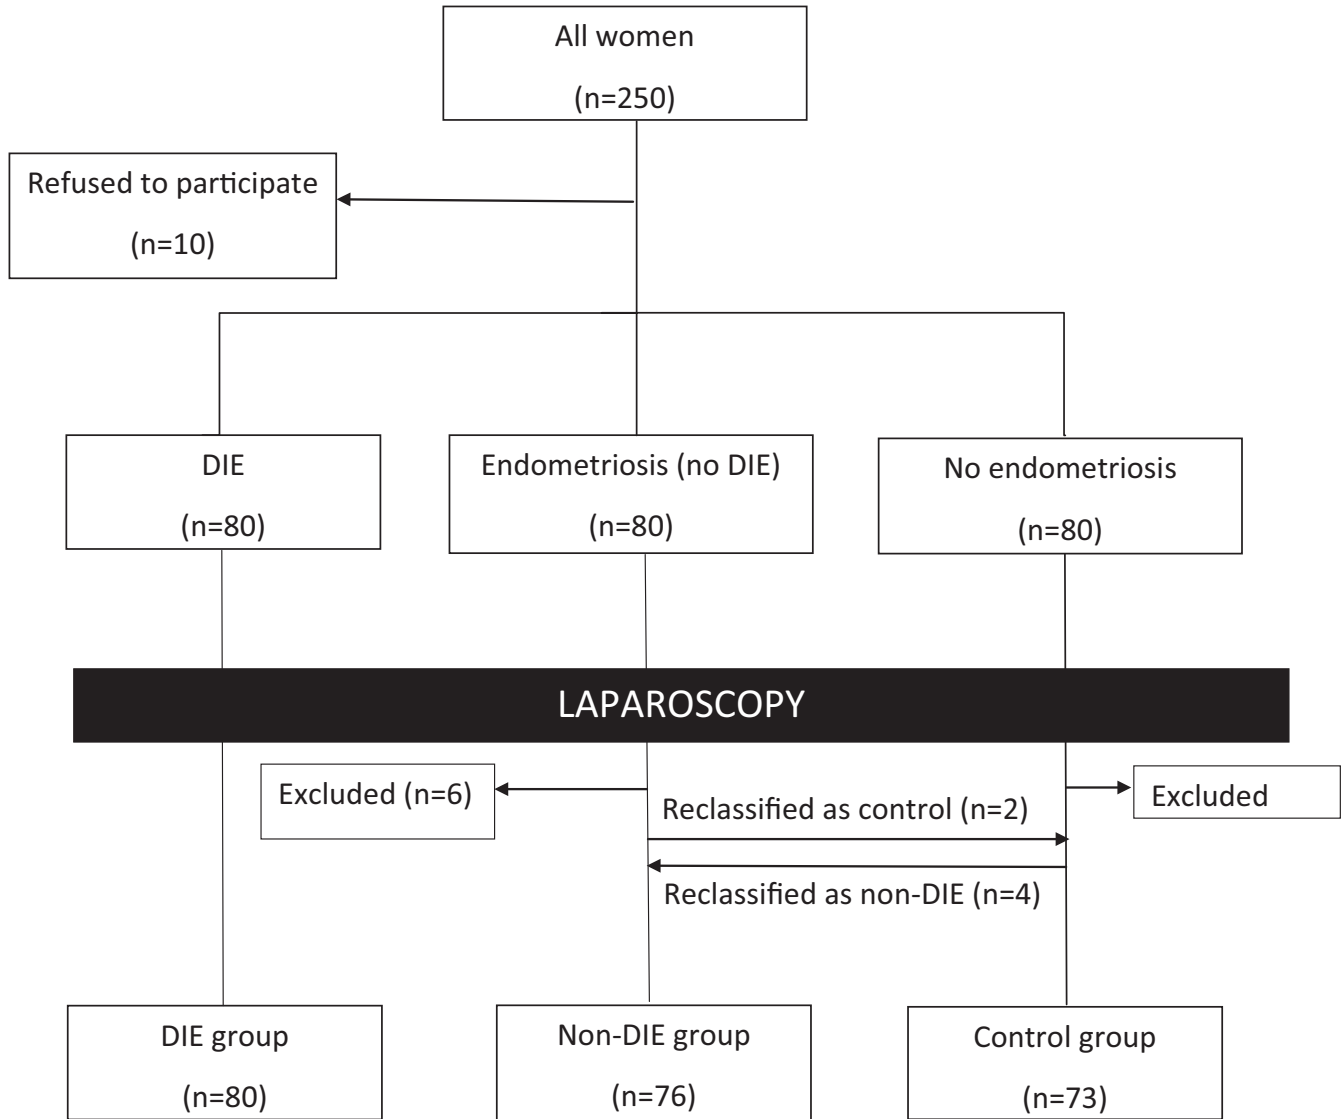 All women
(n=250)
Refused to participate
(n=10)
DIE
(n=80)
Endometriosis (no DIE)
(n=80)
No endometriosis
(n=80)
LAPAROSCOPY
Excluded (n=6)
Excluded
Reclassified as control (n=2)
Reclassified as non-DIE (n=4)
DIE group
(n=80)
Non-DIE group
(n=76)
Control group
(n=73)